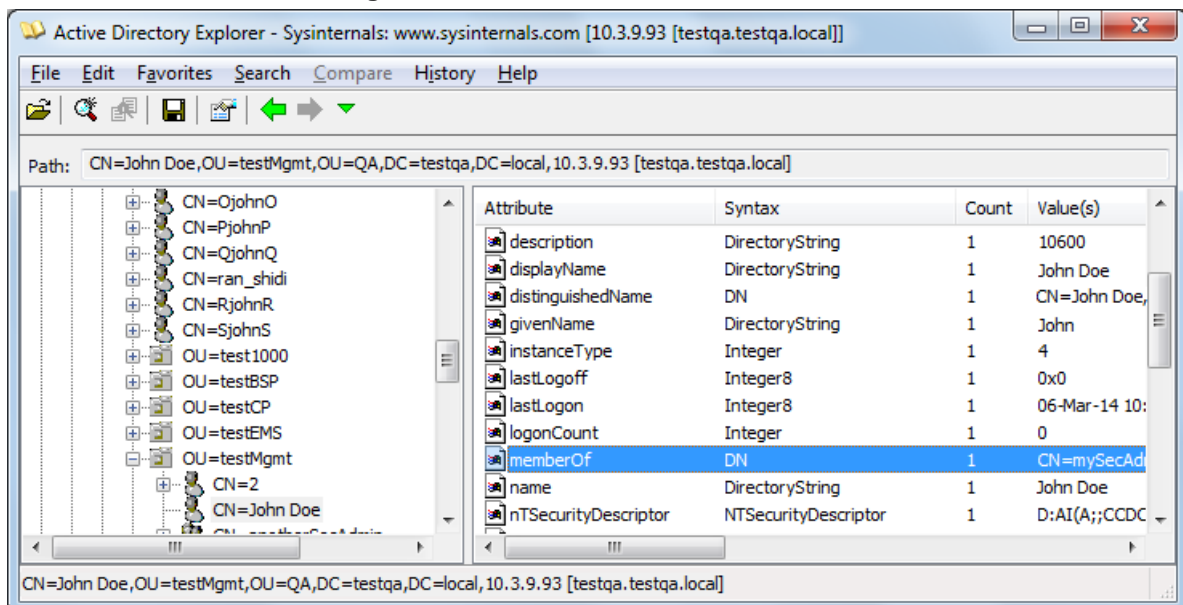 Active Directory Explorer - Sysinternals: www.sysinternals.com [10.3.9.93 [testqa.testqa.local]]
File Edit Favorites Search Compare History Help
Path: CN=John Doe,OU=testMgmt,OU=QA,DC=testqa,DC=local,10.3.9.93 [testqa.testqa.local]
CN=OjohnO
CN=PjohnP
CN=QjohnQ
CN=ran_shidi
CN=RjohnR
CN=SjohnS
OU=test1000
OU=testBSP
OU=testCP
OU=testEMS
OU=testMgmt
CN=2
CN=John Doe
CN=anotherSecAdmin
Attribute Syntax Count Value(s)
description DirectoryString 1 10600
displayName DirectoryString 1 John Doe
distinguishedName DN 1 CN=John Doe,
givenName DirectoryString 1 John
instanceType Integer 1 4
lastLogoff Integer8 1 0x0
lastLogon Integer8 1 06-Mar-14 10:
logonCount Integer 1 0
memberOf DN 1 CN=mySecAd
name DirectoryString 1 John Doe
nTSecurityDescriptor NTSecurityDescriptor 1 D:AI(A;;CCDC
CN=John Doe,OU=testMgmt,OU=QA,DC=testqa,DC=local,10.3.9.93 [testqa.testqa.local]